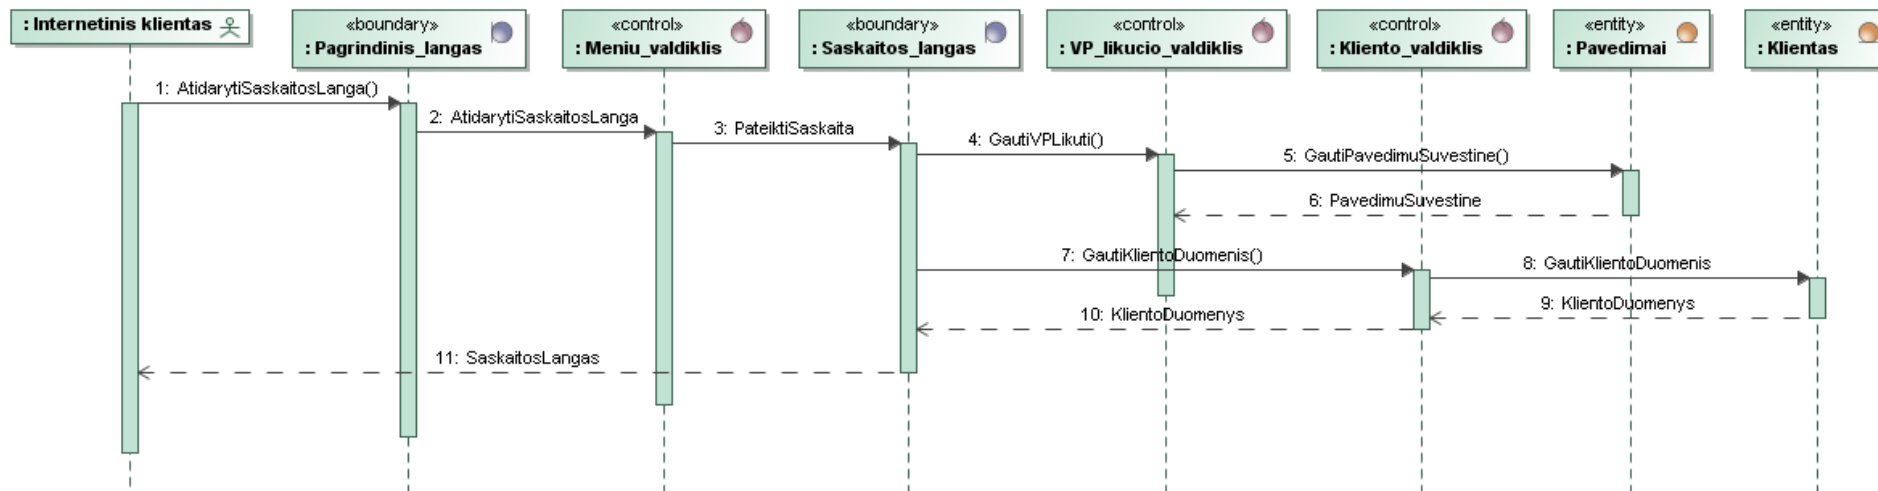 : Internetinis klientas
«boundary»
: Pagrindinis_langas
«control»
: Meniu_valdiklis
«boundary»
: Saskaitos_langas
«control»
: VP_likucio_valdiklis
«control»
: Kliento_valdiklis
«entity»
: Pavedimai
«entity»
: Klientas
1: AtidarytiSaskaitosLanga()
2: AtidarytiSaskaitosLanga
3: PateiktiSaskaita
4: GautiVPLikuti()
5: GautiPavedimuSuvestine()
6: PavedimuSuvestine
7: GautiKlientoDuomenis()
8: GautiKlientoDuomenis
9: KlientoDuomenys
10: KlientoDuomenys
11: SaskaitosLangas